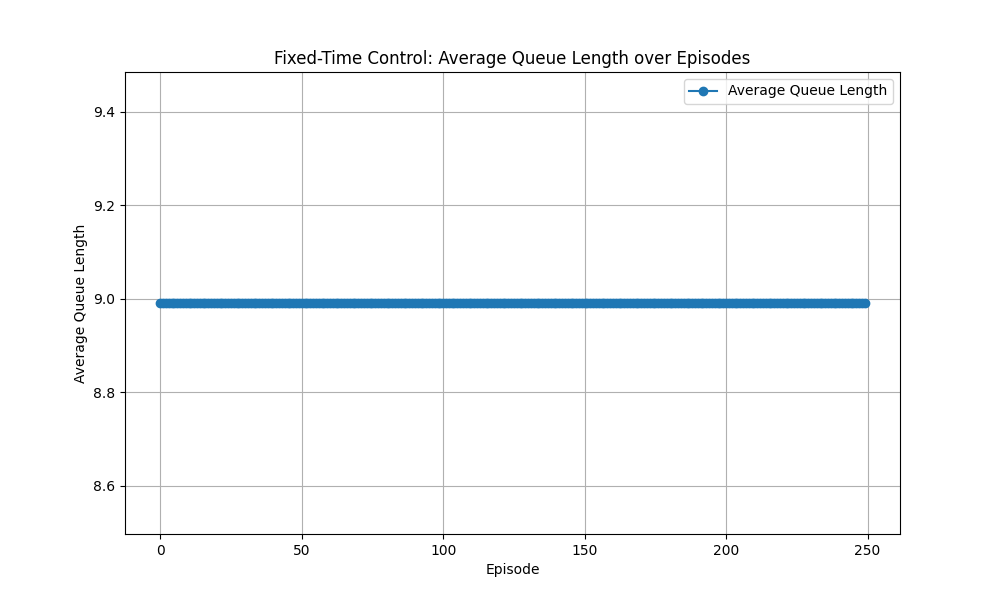 Fixed-Time Control: Average Queue Length over Episodes
Average Queue Length
9.4
9.2
9.0
8.8
8.6
Average Queue Length
0
50
100
150
200
250
Episode